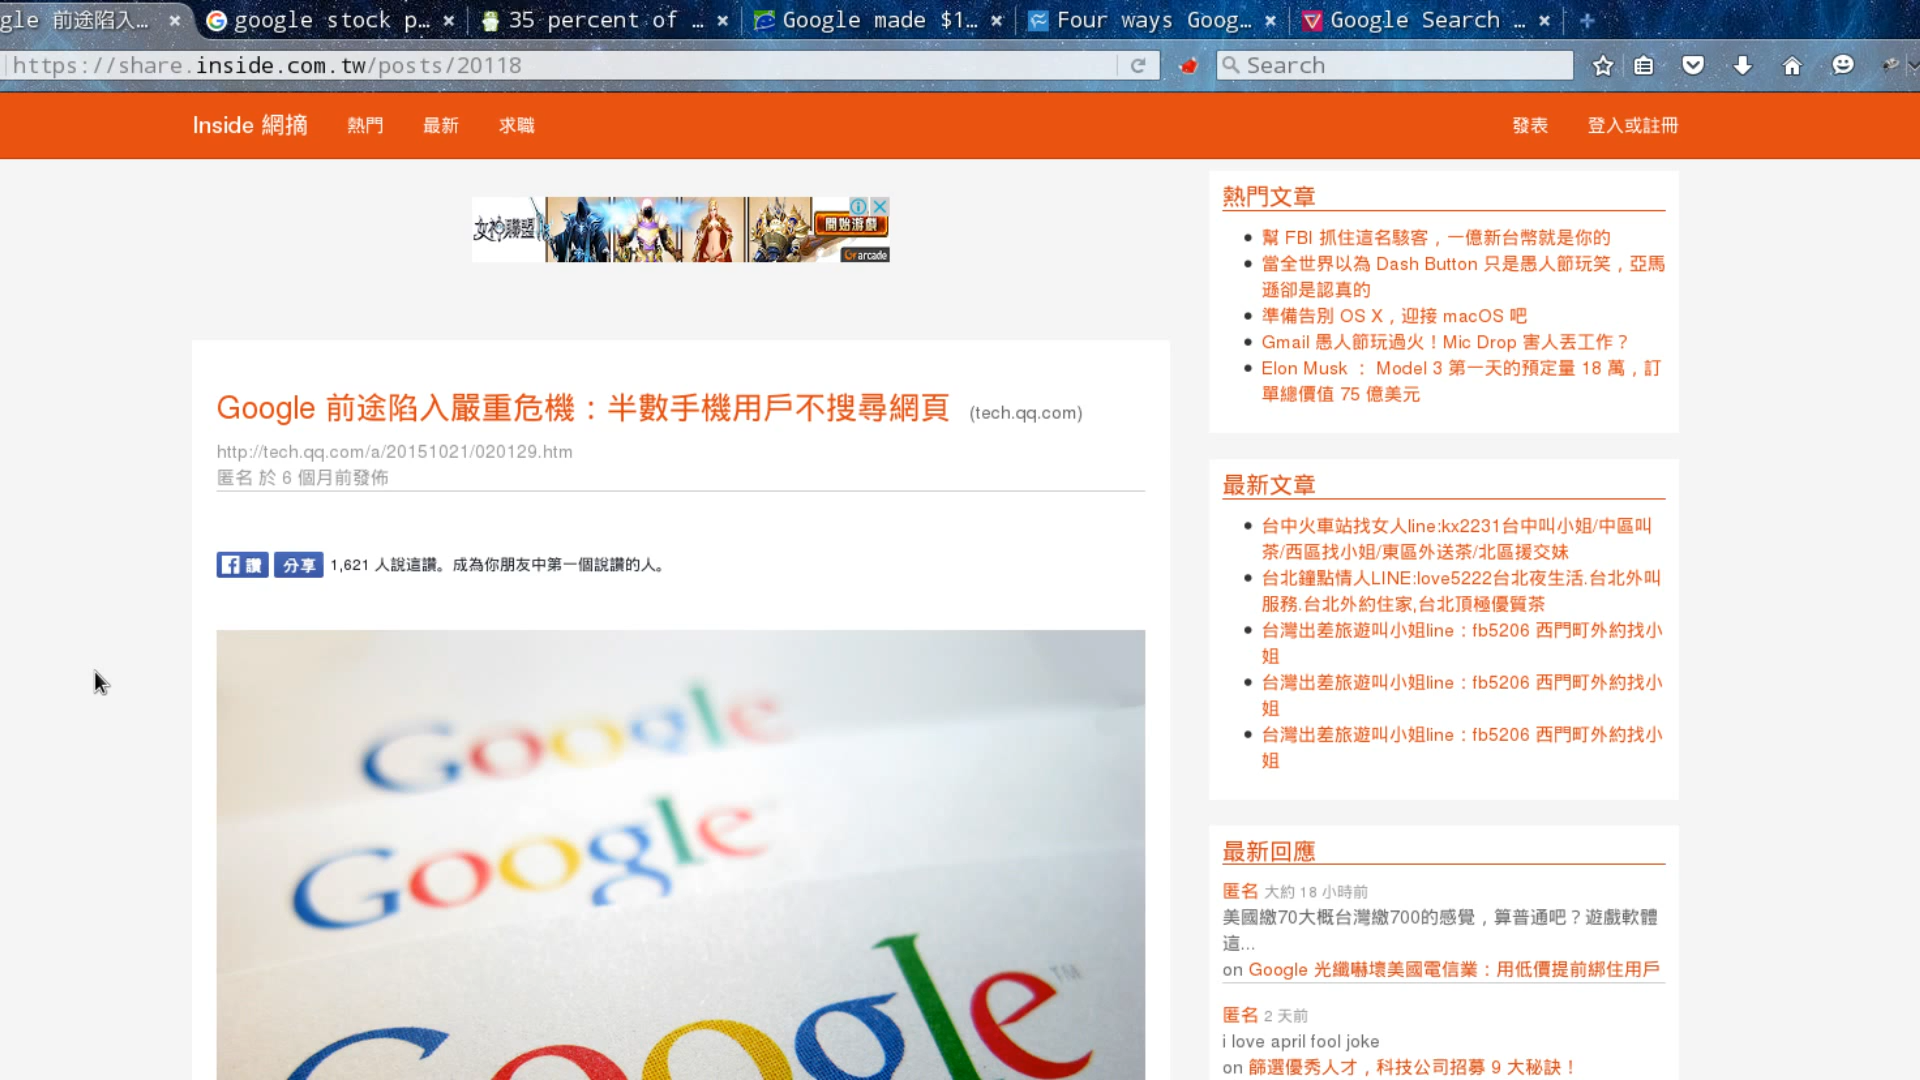 gle 前途陷入…
google stock p…
35 percent of …
Google made $1…
Four ways Goog…
Google Search …
https://share.inside.com.tw/posts/20118
Search
Inside 網摘
熱門
最新
求職
發表
登入或註冊
女神聯盟
開始游戲
arcade
Google 前途陷入嚴重危機：半數手機用戶不搜尋網頁 (tech.qq.com)
http://tech.qq.com/a/20151021/020129.htm
匿名 於 6 個月前發佈
讚
分享
1,621 人說這讚。成為你朋友中第一個說讚的人。
Google
Google
Google™
熱門文章
幫 FBI 抓住這名駭客，一億新台幣就是你的
當全世界以為 Dash Button 只是愚人節玩笑，亞馬
遜卻是認真的
準備告別 OS X，迎接 macOS 吧
Gmail 愚人節玩過火！Mic Drop 害人丟工作？
Elon Musk ： Model 3 第一天的預定量 18 萬，訂
單總價值 75 億美元
最新文章
台中火車站找女人line:kx2231台中叫小姐/中區叫
茶/西區找小姐/東區外送茶/北區援交妹
台北鐘點情人LINE:love5222台北夜生活.台北外叫
服務.台北外約住家,台北頂極優質茶
台灣出差旅遊叫小姐line：fb5206 西門町外約找小
姐
台灣出差旅遊叫小姐line：fb5206 西門町外約找小
姐
台灣出差旅遊叫小姐line：fb5206 西門町外約找小
姐
最新回應
匿名 大約 18 小時前
美國繳70大概台灣繳700的感覺，算普通吧？遊戲軟體
這...
on Google 光纖嚇壞美國電信業：用低價提前綁住用戶
匿名 2 天前
i love april fool joke
on 篩選優秀人才，科技公司招募 9 大秘訣！